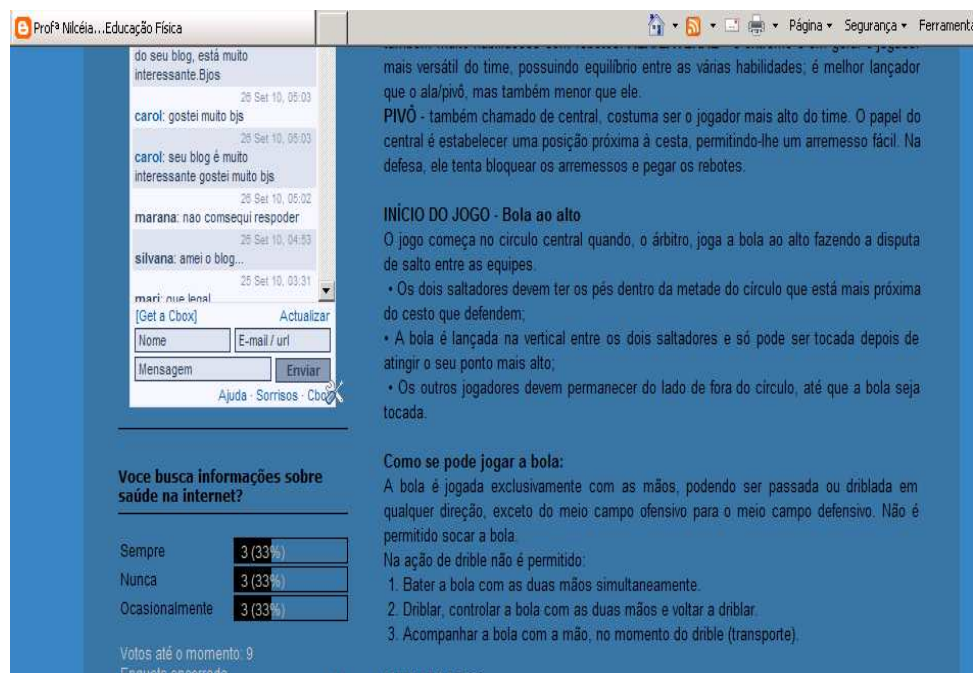 Profª Nilcéia...Educação Física
Página
Segurança
Ferramenta
do seu blog, está muito
interessante.Bjos
26 Set 10, 05:03
carol: gostei muito bjs
26 Set 10, 05:03
carol: seu blog é muito
interessante gostei muito bjs
26 Set 10, 05:02
marana: nao comsequi respoder
26 Set 10, 04:53
silvana: amei o blog...
25 Set 10, 03:31
mari: que legal
[Get a Cbox]
Actualizar
Nome
E-mail / url
Mensagem
Enviar
Ajuda · Sorrisos · Cbox
Voce busca informações sobre
saúde na internet?
Sempre 3 (33%)
Nunca 3 (33%)
Ocasionalmente 3 (33%)
Votos até o momento: 9
Enquete encerrada
mais versátil do time, possuindo equilíbrio entre as várias habilidades; é melhor lançador
que o ala/pivô, mas também menor que ele.
PIVÔ - também chamado de central, costuma ser o jogador mais alto do time. O papel do
central é estabelecer uma posição próxima à cesta, permitindo-lhe um arremesso fácil. Na
defesa, ele tenta bloquear os arremessos e pegar os rebotes.
INÍCIO DO JOGO - Bola ao alto
O jogo começa no circulo central quando, o árbitro, joga a bola ao alto fazendo a disputa
de salto entre as equipes.
• Os dois saltadores devem ter os pés dentro da metade do círculo que está mais próxima
do cesto que defendem;
• A bola é lançada na vertical entre os dois saltadores e só pode ser tocada depois de
atingir o seu ponto mais alto;
• Os outros jogadores devem permanecer do lado de fora do círculo, até que a bola seja
tocada.
Como se pode jogar a bola:
A bola é jogada exclusivamente com as mãos, podendo ser passada ou driblada em
qualquer direção, exceto do meio campo ofensivo para o meio campo defensivo. Não é
permitido socar a bola.
Na ação de drible não é permitido:
1. Bater a bola com as duas mãos simultaneamente.
2. Driblar, controlar a bola com as duas mãos e voltar a driblar.
3. Acompanhar a bola com a mão, no momento do drible (transporte).